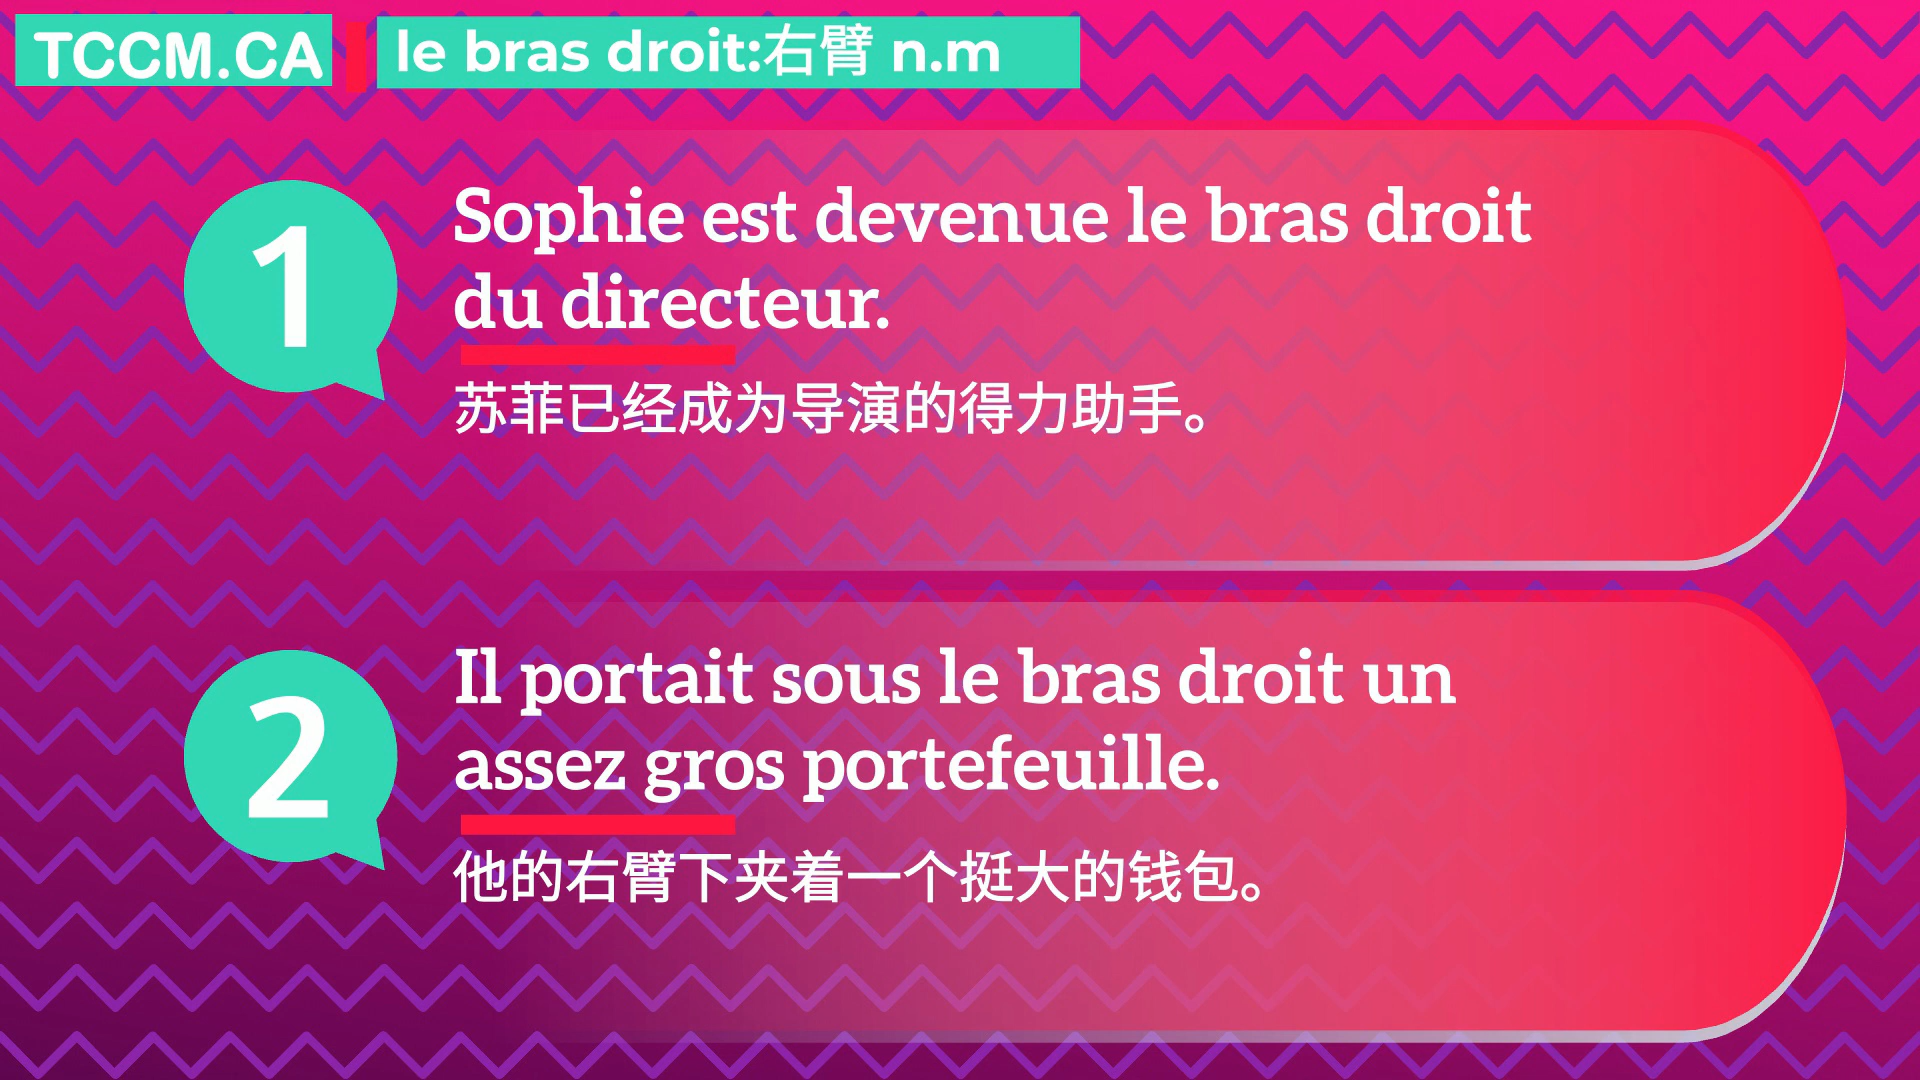 TCCM.CA
le bras droit:右臂 n.m
1
Sophie est devenue le bras droit
du directeur.
苏菲已经成为导演的得力助手。
2
Il portait sous le bras droit un
assez gros portefeuille.
他的右臂下夹着一个挺大的钱包。